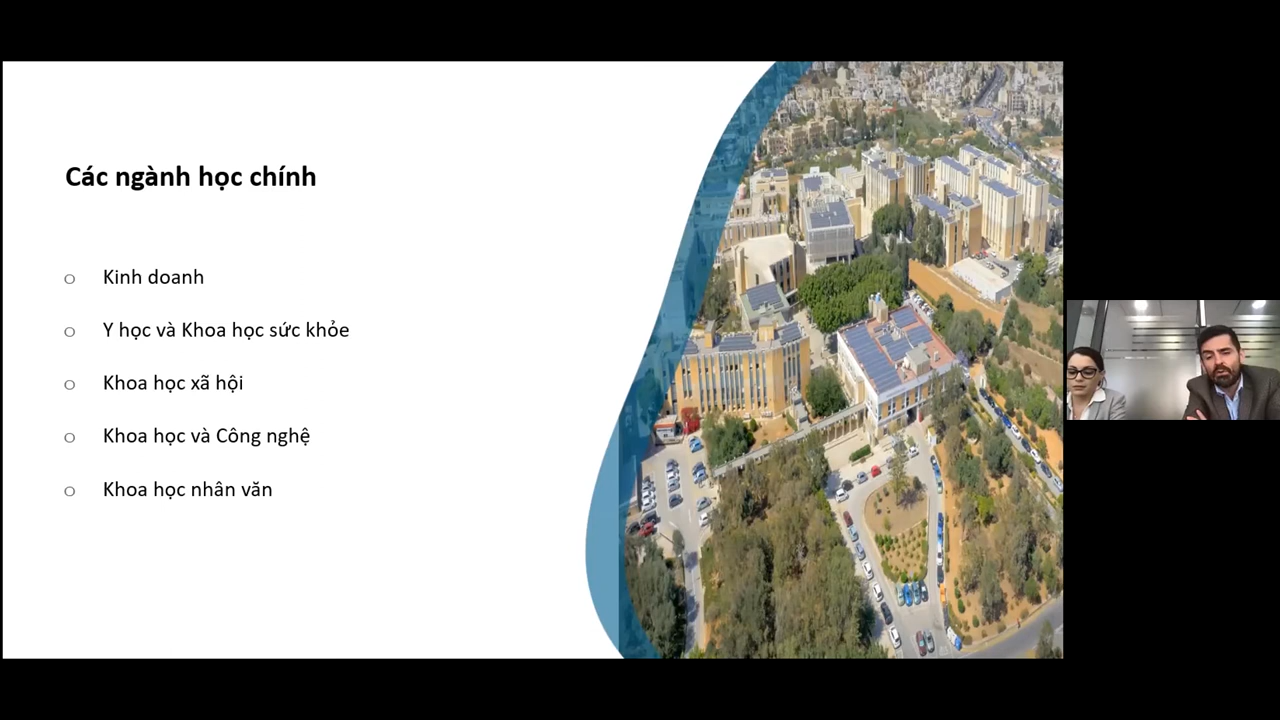 Các ngành học chính
Kinh doanh
Y học và Khoa học sức khỏe
Khoa học xã hội
Khoa học và Công nghệ
Khoa học nhân văn